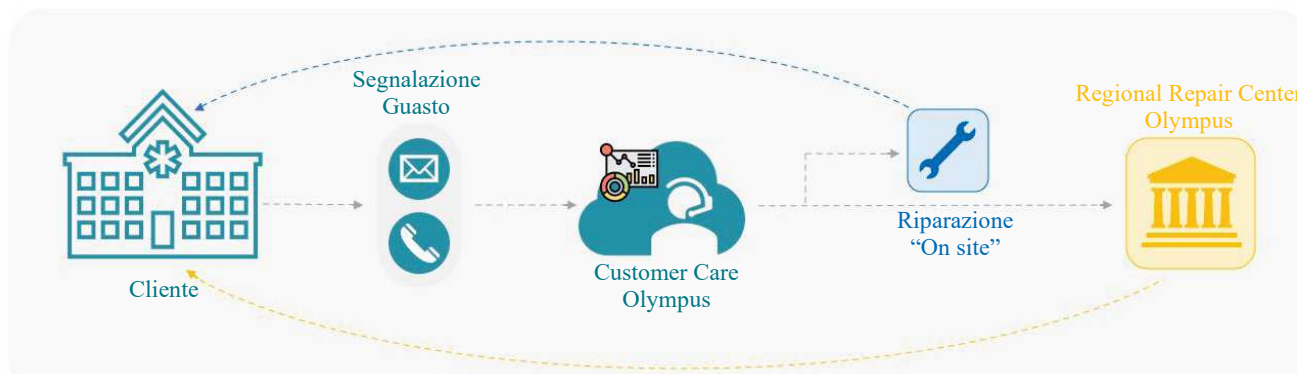 Segnalazione
Guasto
Regional Repair Center
Olympus
Cliente
Customer Care
Olympus
Riparazione
“On site”